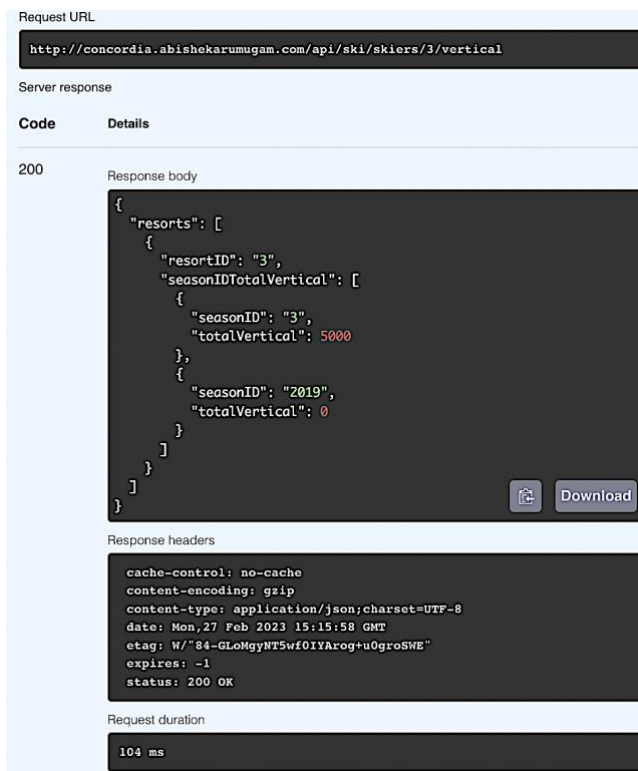 Request URL
http://concordia.abishekarumugam.com/api/ski/skiers/3/vertical
Server response
Code Details
200
Response body
{
"resorts": [
{
"resortID": "3",
"seasonIDTotalVertical": [
{
"seasonID": "3",
"totalVertical": 5000
},
{
"seasonID": "2019",
"totalVertical": 0
}
]
}
]
}
Download
Response headers
cache-control: no-cache
content-encoding: gzip
content-type: application/json;charset=UTF-8
date: Mon,27 Feb 2023 15:15:58 GMT
etag: W/"84-GLoMgyNT5wf0IYArog+u0groSWE"
expires: -1
status: 200 OK
Request duration
104 ms